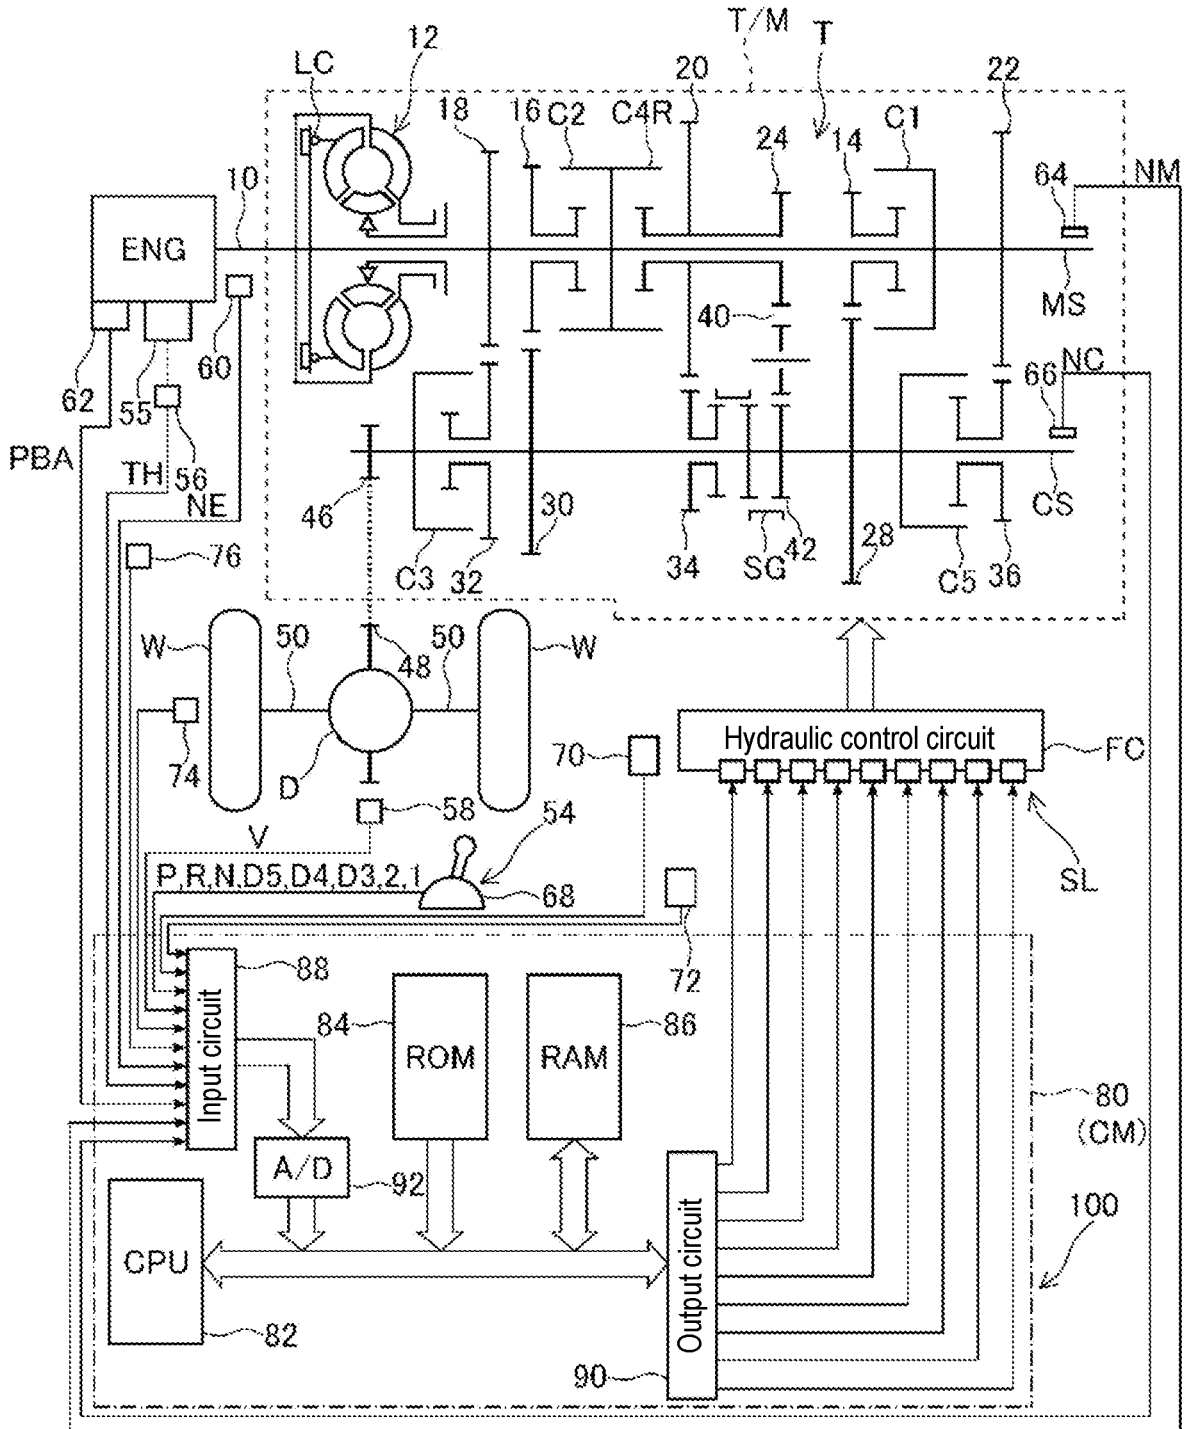 T/M
T
12
LC
20
22
18
16
C2
C4R
24
14
C1
64
NM
10
ENG
MS
40
60
62
55
NC
66
PBA
TH
56
NE
46
30
CS
76
C3
32
34
SG
42
28
C5
36
W
50
48
50
W
74
D
70
Hydraulic control circuit
FC
58
V
54
P,R,N,D5,D4,D3,2,1
68
SL
72
88
84
86
Input circuit
ROM
RAM
80
(CM)
A/D
92
100
CPU
Output circuit
82
90